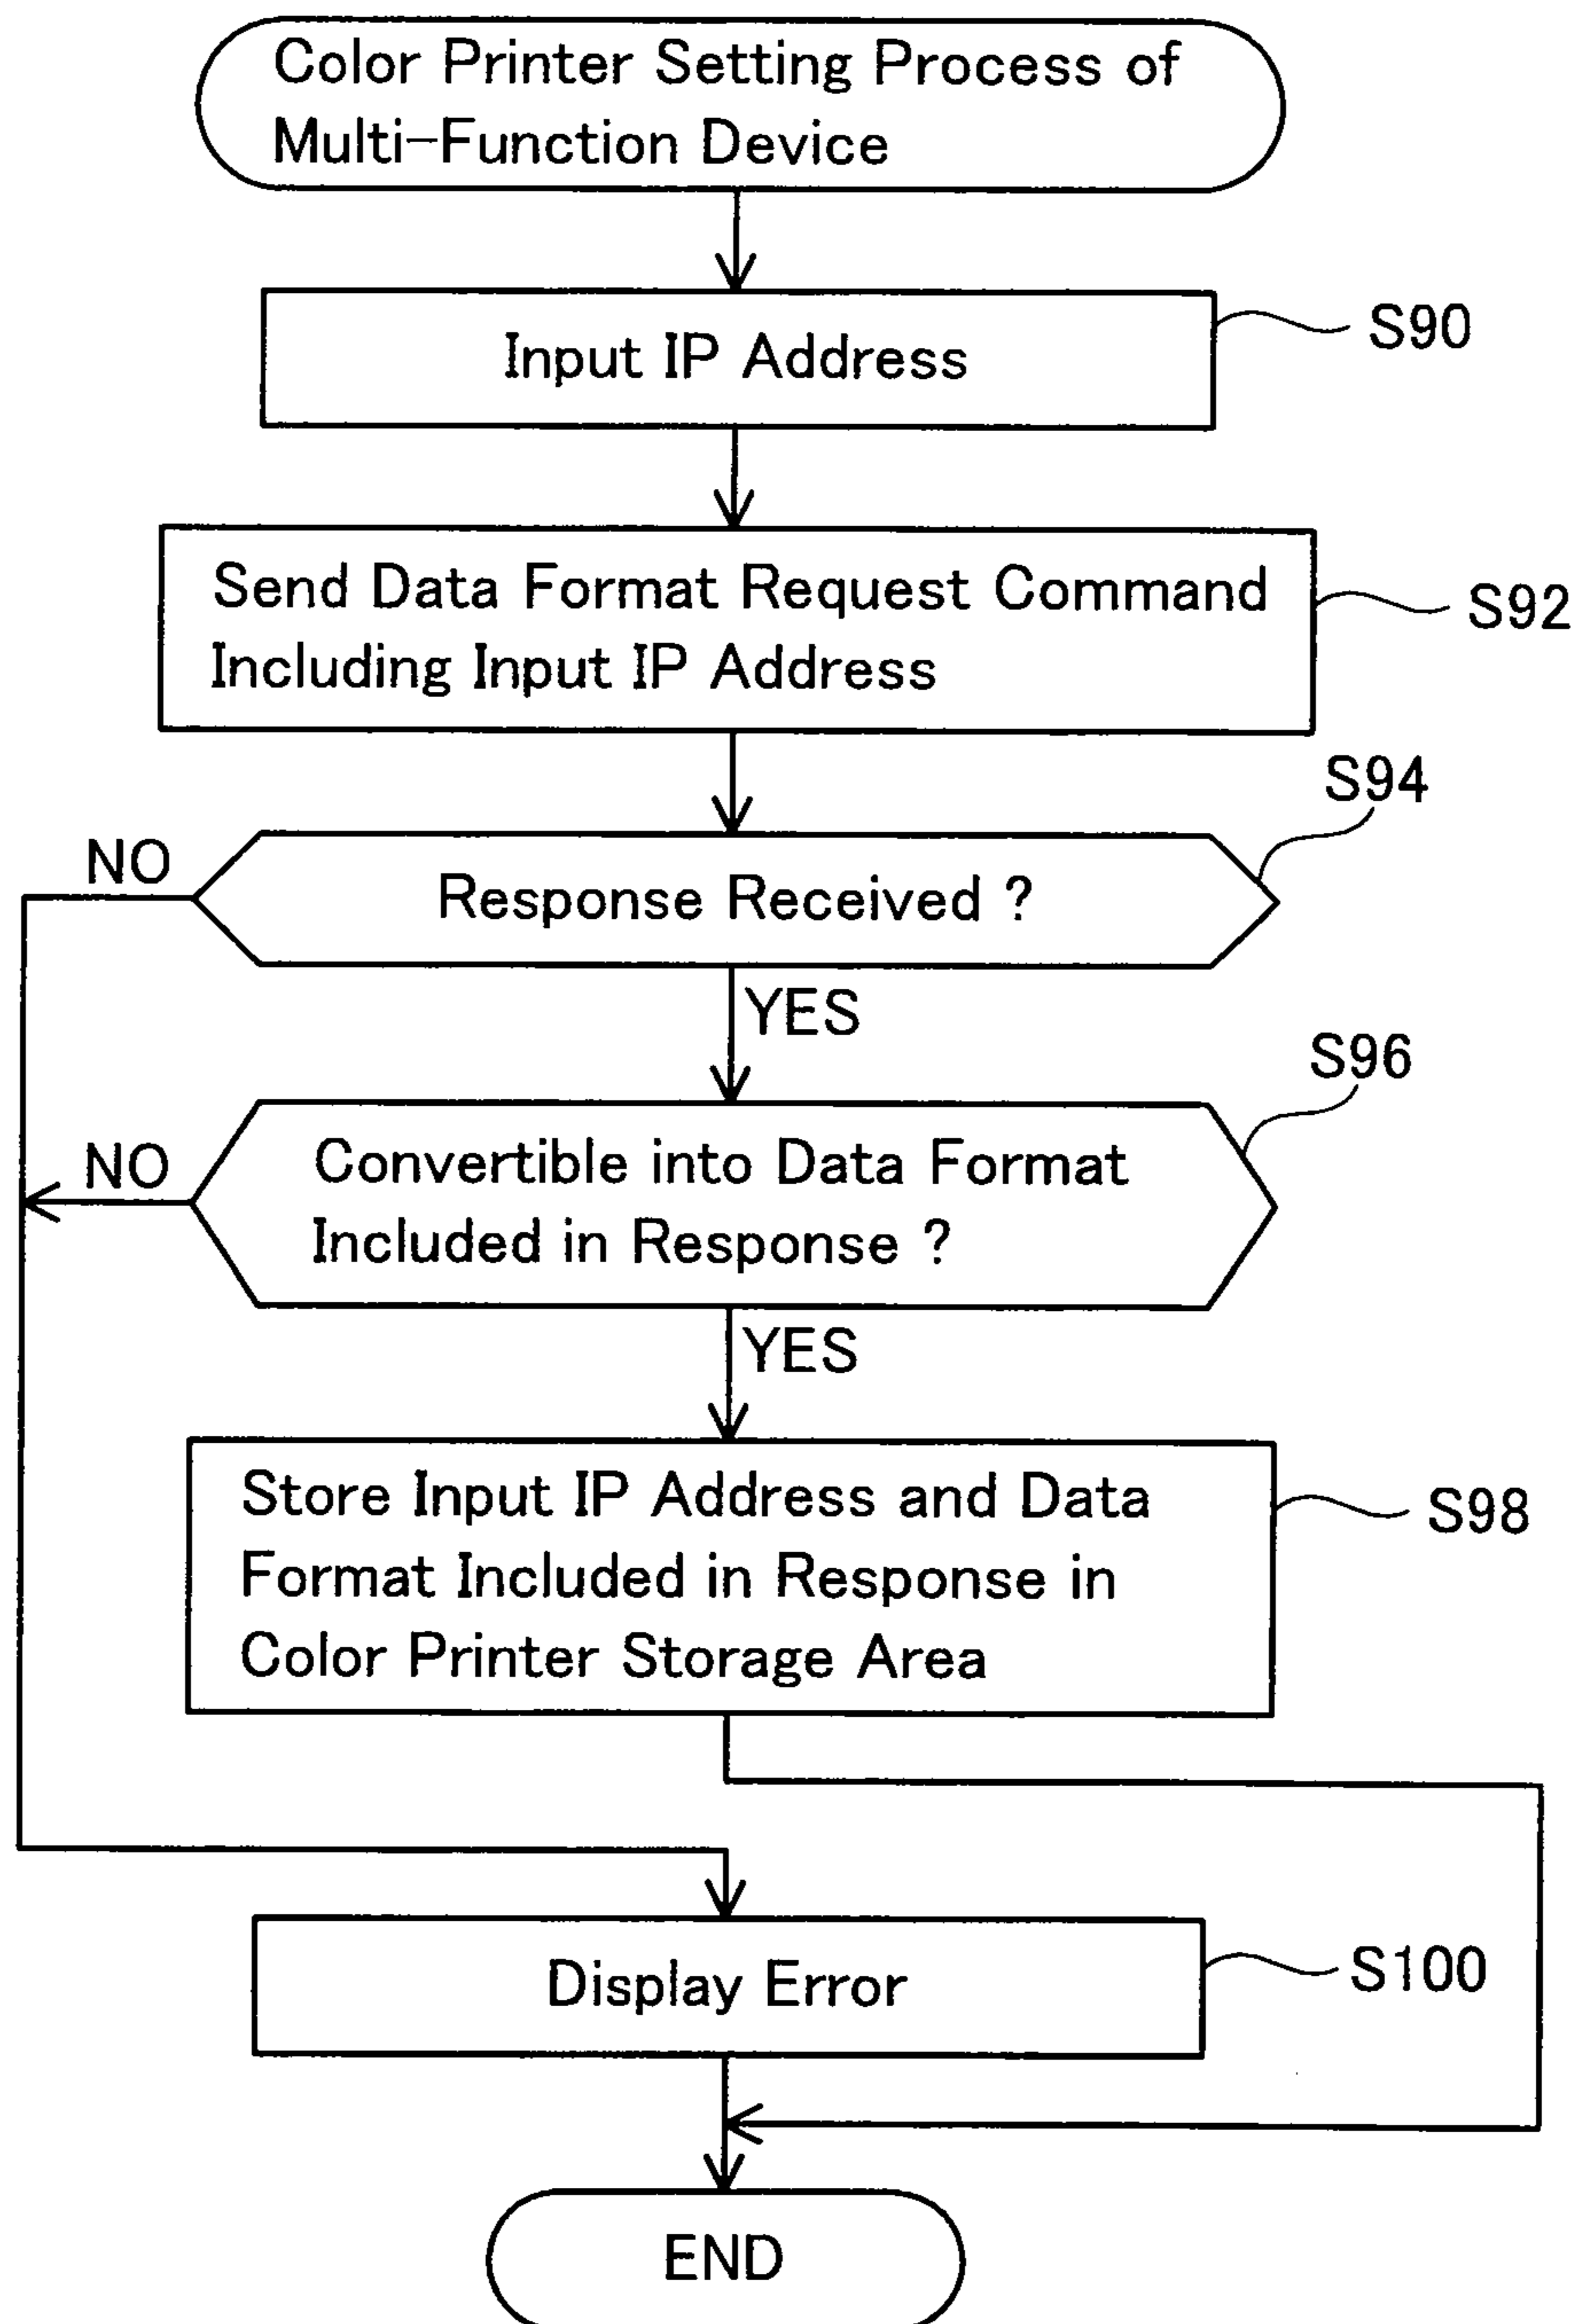 Color Printer Setting Process of
Multi-Function Device
Input IP Address
S90
Send Data Format Request Command
Including Input IP Address
S92
S94
NO
Response Received ?
YES
S96
NO
Convertible into Data Format
Included in Response ?
YES
Store Input IP Address and Data
Format Included in Response in
Color Printer Storage Area
S98
Display Error
S100
END